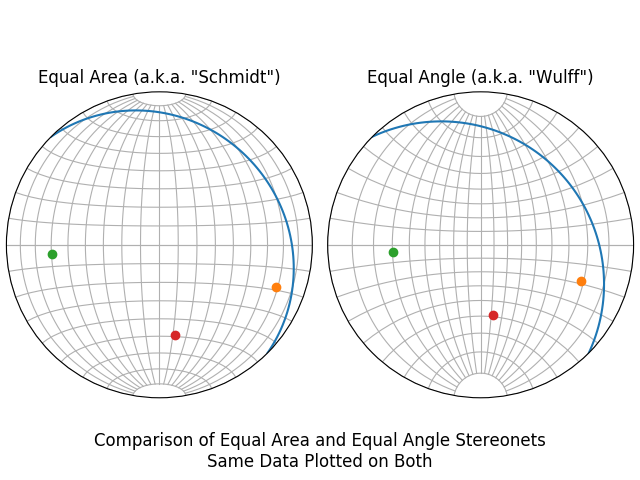 Equal Area (a.k.a. "Schmidt")
Equal Angle (a.k.a. "Wulff")
Comparison of Equal Area and Equal Angle Stereonets
Same Data Plotted on Both